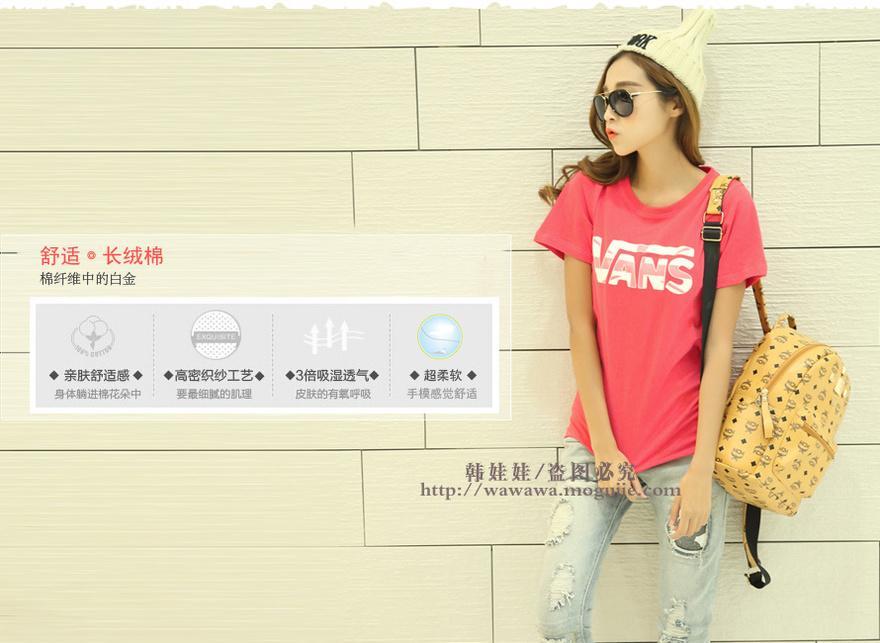 舒适 长绒棉
棉纤维中的白金
100% COTTON
EXQUISITE
◆ 亲肤舒适感 ◆
◆高密织纱工艺◆
◆3倍吸湿透气◆
◆ 超柔软 ◆
身体躺进棉花朵中
要最细腻的肌理
皮肤的有氧呼吸
手模感觉舒适
VANS
韩娃娃/盗图必究
http://wawawa.mogujie.com